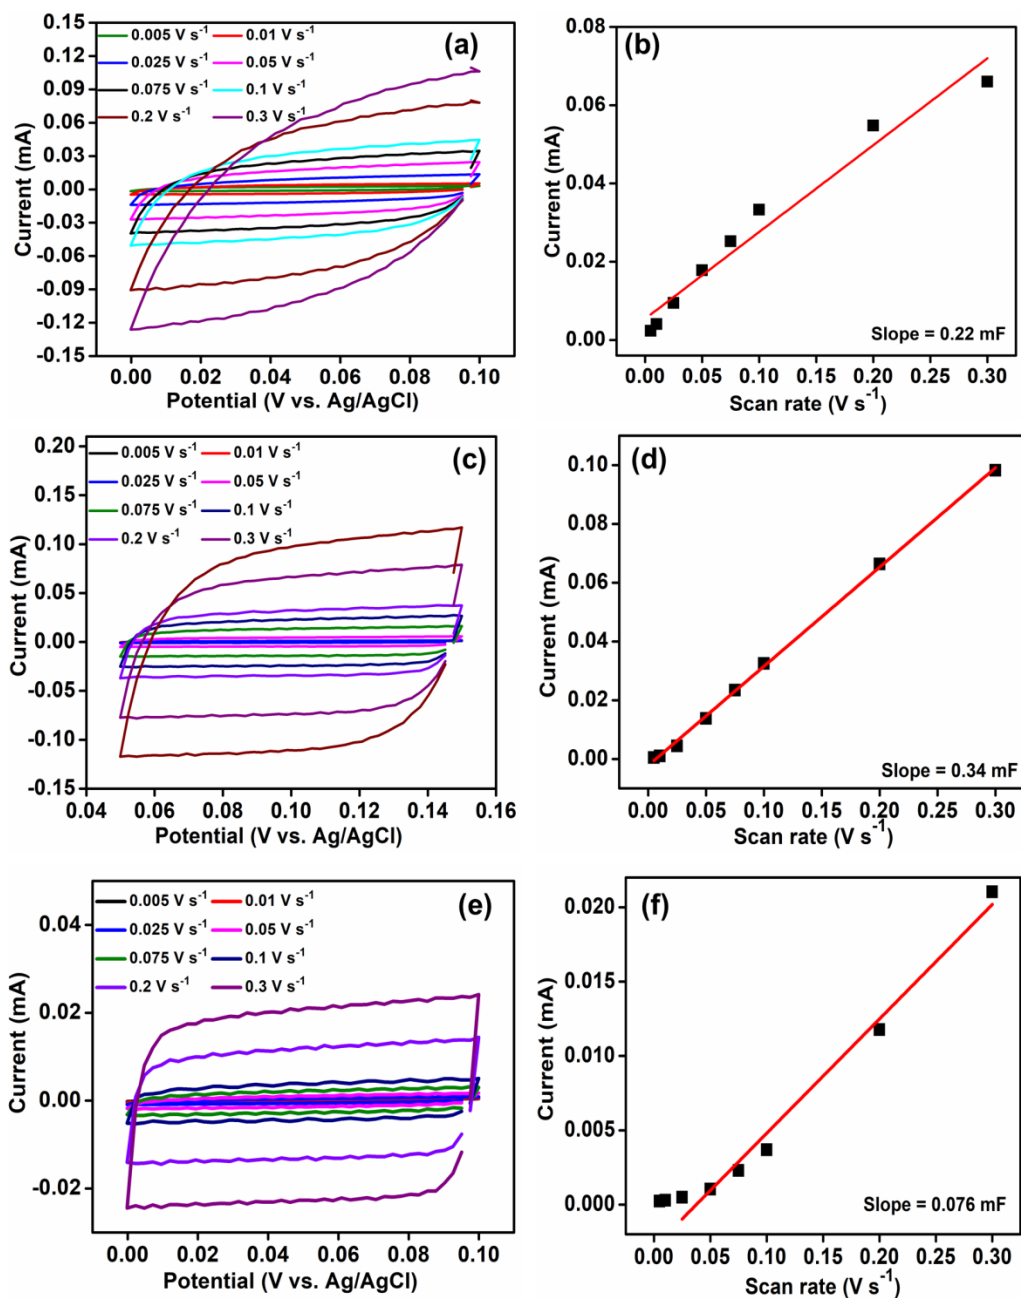 (a)
0.005 V s⁻¹ 0.01 V s⁻¹
0.025 V s⁻¹ 0.05 V s⁻¹
0.075 V s⁻¹ 0.1 V s⁻¹
0.2 V s⁻¹ 0.3 V s⁻¹
0.15
0.12
0.09
0.06
0.03
0.00
-0.03
-0.06
-0.09
-0.12
-0.15
Current (mA)
0.00 0.02 0.04 0.06 0.08 0.10
Potential (V vs. Ag/AgCl)
(b)
0.08
0.06
0.04
0.02
0.00
Current (mA)
Slope = 0.22 mF
0.00 0.05 0.10 0.15 0.20 0.25 0.30
Scan rate (V s⁻¹)
(c)
0.005 V s⁻¹ 0.01 V s⁻¹
0.025 V s⁻¹ 0.05 V s⁻¹
0.075 V s⁻¹ 0.1 V s⁻¹
0.2 V s⁻¹ 0.3 V s⁻¹
0.20
0.15
0.10
0.05
0.00
-0.05
-0.10
-0.15
Current (mA)
0.04 0.06 0.08 0.10 0.12 0.14 0.16
Potential (V vs. Ag/AgCl)
(d)
0.10
0.08
0.06
0.04
0.02
0.00
Current (mA)
Slope = 0.34 mF
0.00 0.05 0.10 0.15 0.20 0.25 0.30
Scan rate (V s⁻¹)
(e)
0.005 V s⁻¹ 0.01 V s⁻¹
0.025 V s⁻¹ 0.05 V s⁻¹
0.075 V s⁻¹ 0.1 V s⁻¹
0.2 V s⁻¹ 0.3 V s⁻¹
0.04
0.02
0.00
-0.02
Current (mA)
0.00 0.02 0.04 0.06 0.08 0.10
Potential (V vs. Ag/AgCl)
(f)
0.020
0.015
0.010
0.005
0.000
Current (mA)
Slope = 0.076 mF
0.00 0.05 0.10 0.15 0.20 0.25 0.30
Scan rate (V s⁻¹)